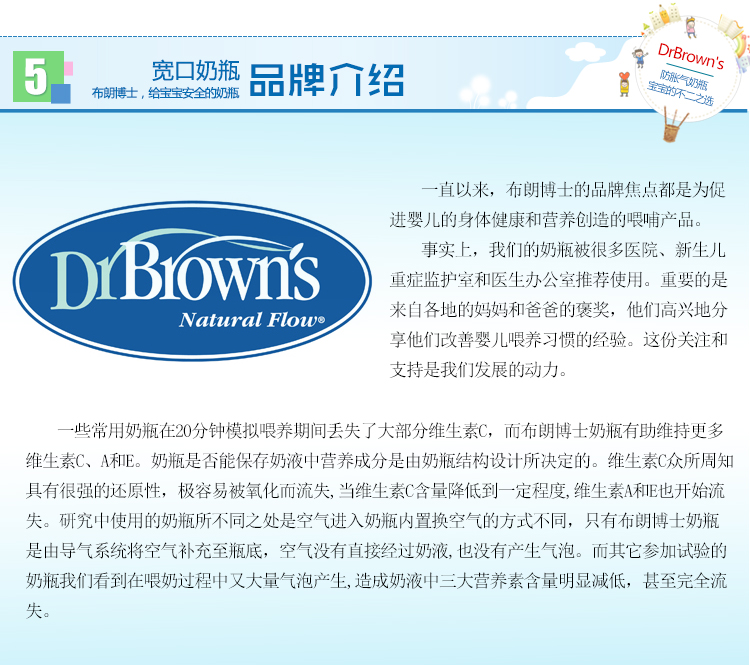 5
宽口奶瓶
布朗博士，给宝宝安全的奶瓶
品牌介绍
DrBrown's
防胀气奶瓶
宝宝的不二之选
一直以来，布朗博士的品牌焦点都是为促
进婴儿的身体健康和营养创造的喂哺产品。
事实上，我们的奶瓶被很多医院、新生儿
重症监护室和医生办公室推荐使用。重要的是
来自各地的妈妈和爸爸的褒奖，他们高兴地分
享他们改善婴儿喂养习惯的经验。这份关注和
支持是我们发展的动力。
DrBrown's
Natural Flow®
一些常用奶瓶在20分钟模拟喂养期间丢失了大部分维生素C，而布朗博士奶瓶有助维持更多
维生素C、A和E。奶瓶是否能保存奶液中营养成分是由奶瓶结构设计所决定的。维生素C众所周知
具有很强的还原性，极容易被氧化而流失,当维生素C含量降低到一定程度,维生素A和E也开始流
失。研究中使用的奶瓶所不同之处是空气进入奶瓶内置换空气的方式不同，只有布朗博士奶瓶
是由导气系统将空气补充至瓶底，空气没有直接经过奶液,也没有产生气泡。而其它参加试验的
奶瓶我们看到在喂奶过程中又大量气泡产生,造成奶液中三大营养素含量明显减低，甚至完全流
失。